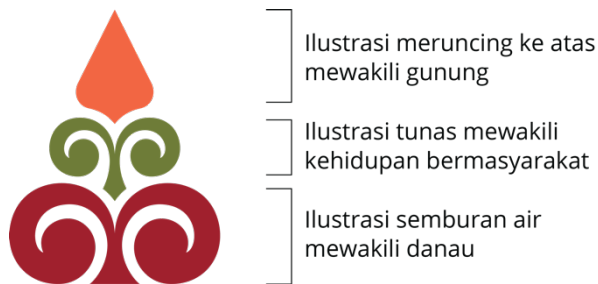 Ilustrasi meruncing ke atas
mewakili gunung
Ilustrasi tunas mewakili
kehidupan bermasyarakat
Ilustrasi semburan air
mewakili danau